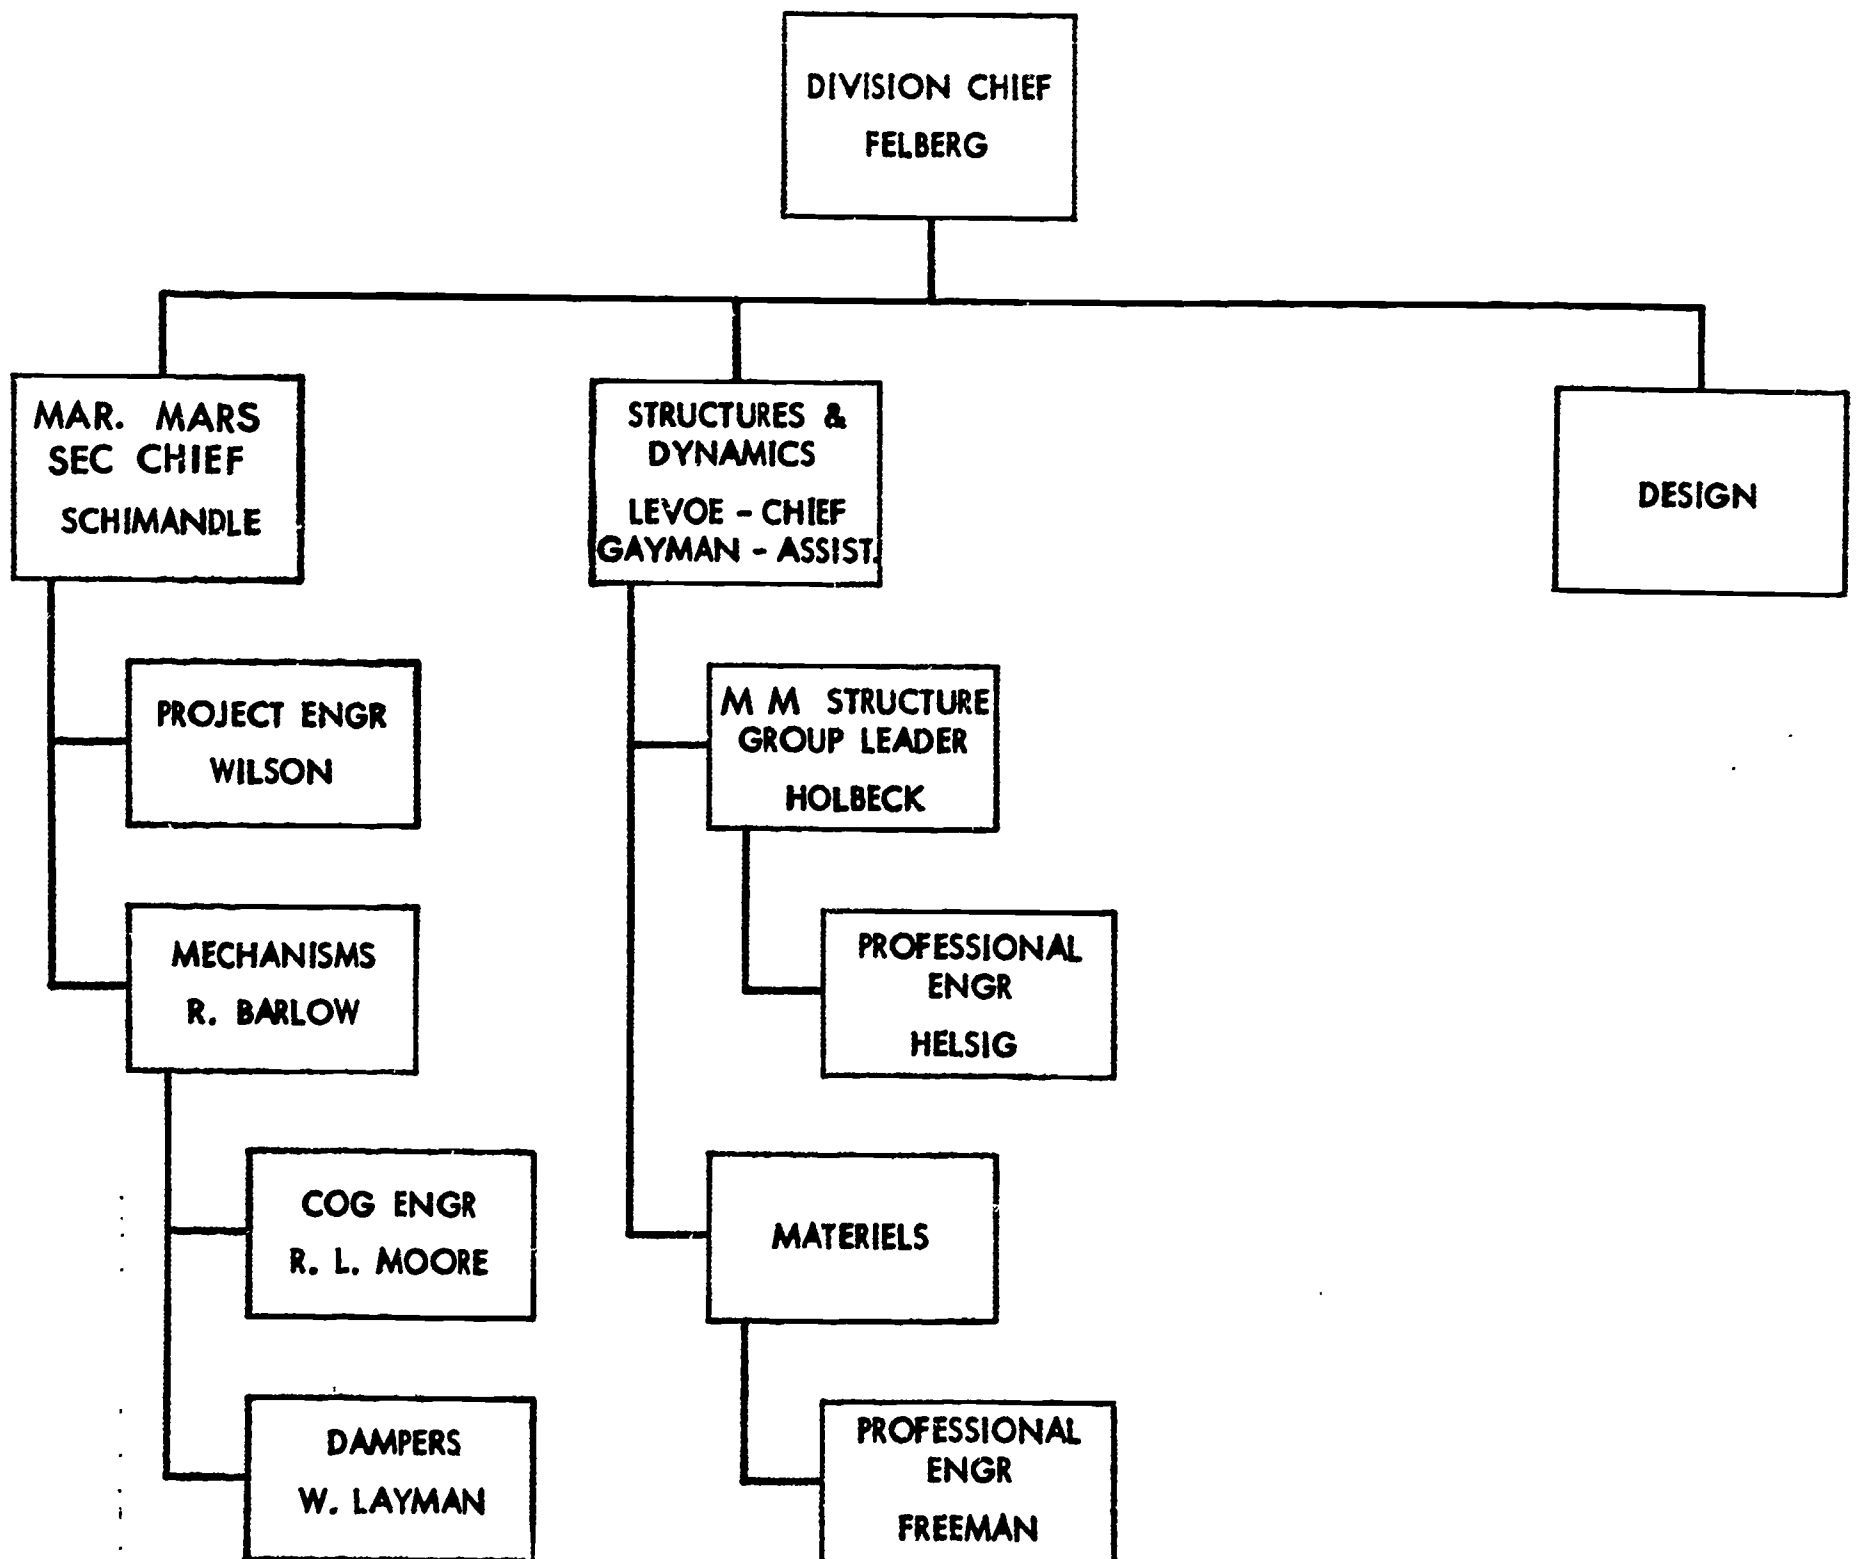 DIVISION CHIEF
FELBERG
MAR. MARS
SEC CHIEF
SCHIMANDLE
STRUCTURES &
DYNAMICS
LEVOE - CHIEF
GAYMAN - ASSIST.
DESIGN
PROJECT ENGR
WILSON
M M STRUCTURE
GROUP LEADER
HOLBECK
MECHANISMS
R. BARLOW
PROFESSIONAL
ENGR
HELSIG
COG ENGR
R. L. MOORE
MATERIELS
DAMPERS
W. LAYMAN
PROFESSIONAL
ENGR
FREEMAN